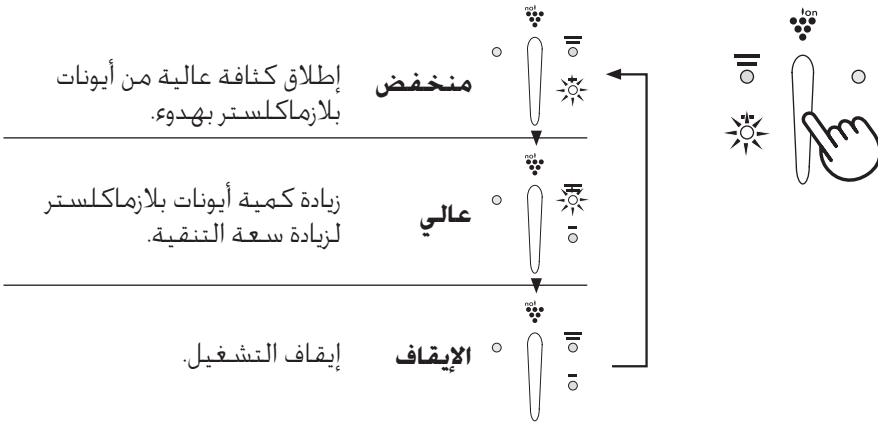 ion
منخفض
إطلاق كثافة عالية من أيونات
بلازماكلستر بهدوء.
عالي
زيادة كمية أيونات بلازماكلستر
لزيادة سعة التنقية.
الإيقاف
إيقاف التشغيل.